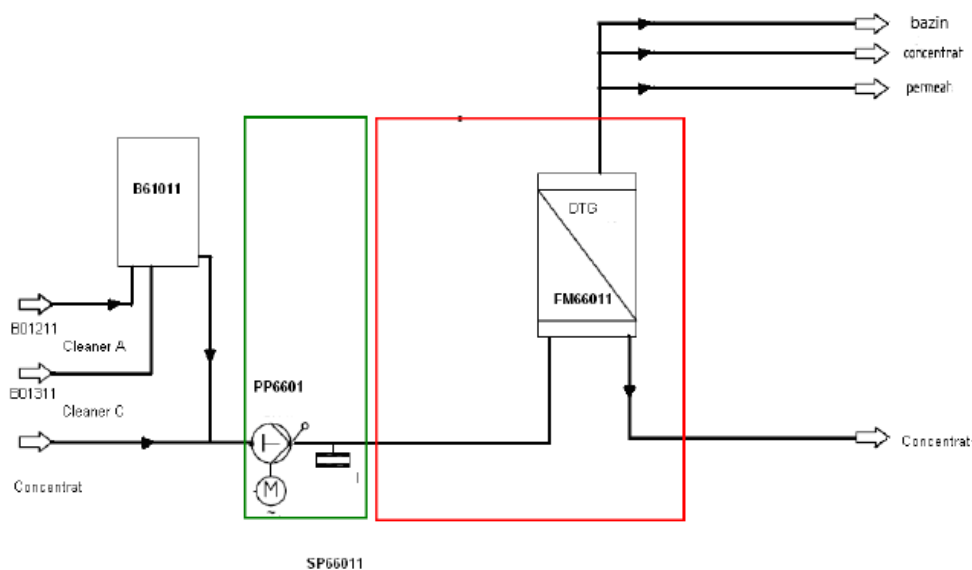 bazin
concentrat
permeat
B61011
DTG
FM66011
B01211
Cleaner A
B01311
Cleaner C
PP6601
M
~
Concentrat
Concentrat
SP66011